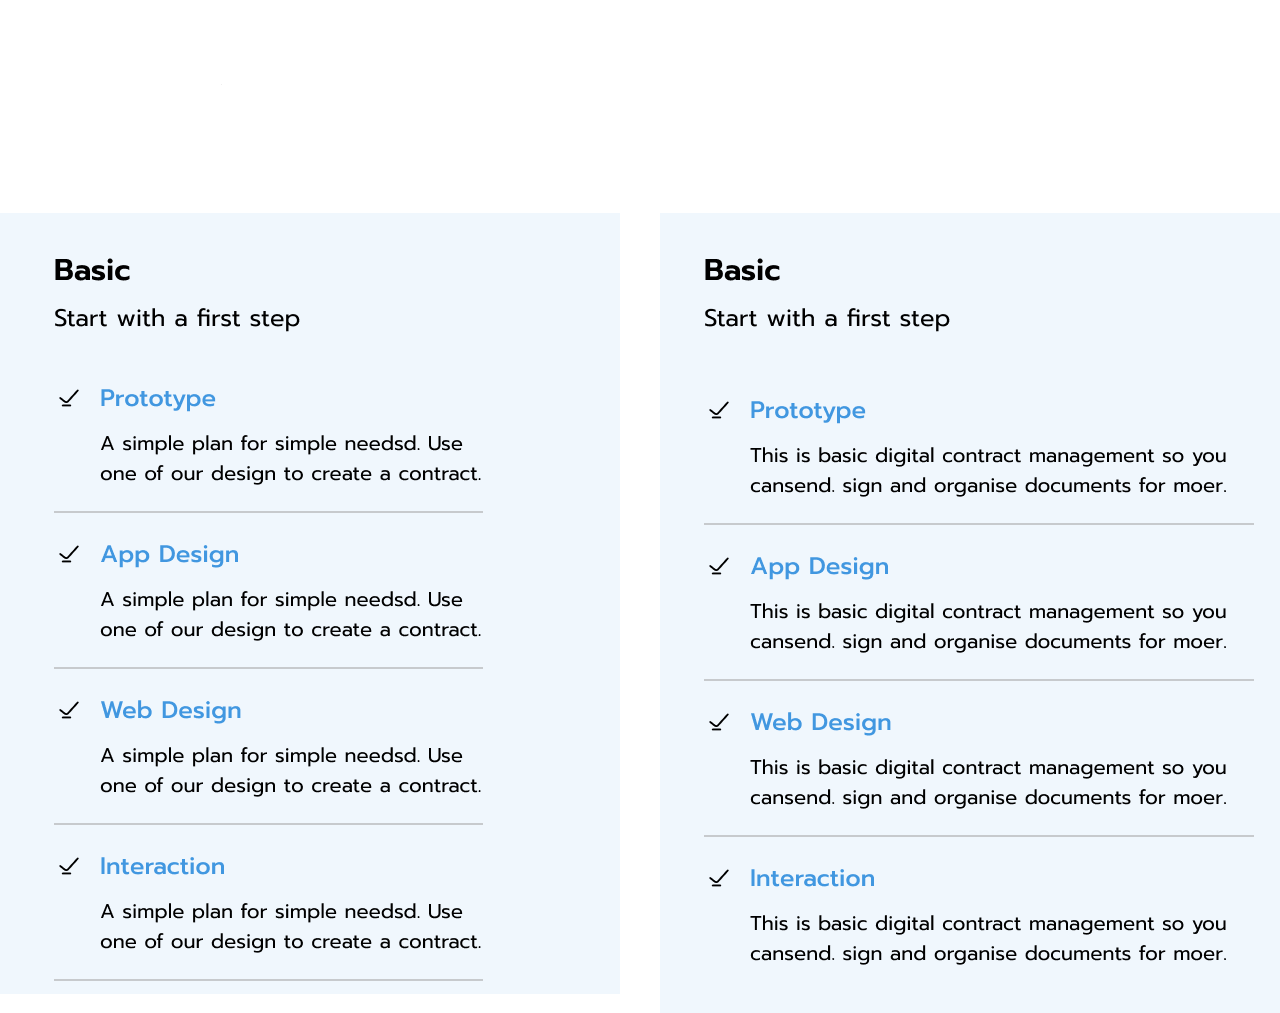 Basic
Start with a first step
Prototype
A simple plan for simple needsd. Use
one of our design to create a contract.
App Design
A simple plan for simple needsd. Use
one of our design to create a contract.
Web Design
A simple plan for simple needsd. Use
one of our design to create a contract.
Interaction
A simple plan for simple needsd. Use
one of our design to create a contract.
Basic
Start with a first step
Prototype
This is basic digital contract management so you
cansend. sign and organise documents for moer.
App Design
This is basic digital contract management so you
cansend. sign and organise documents for moer.
Web Design
This is basic digital contract management so you
cansend. sign and organise documents for moer.
Interaction
This is basic digital contract management so you
cansend. sign and organise documents for moer.